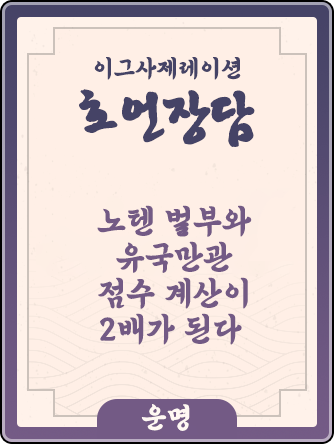 이그사제레이션
호언장담
노텐 벌부와
유국만관
점수 계산이
2배가 된다
운명